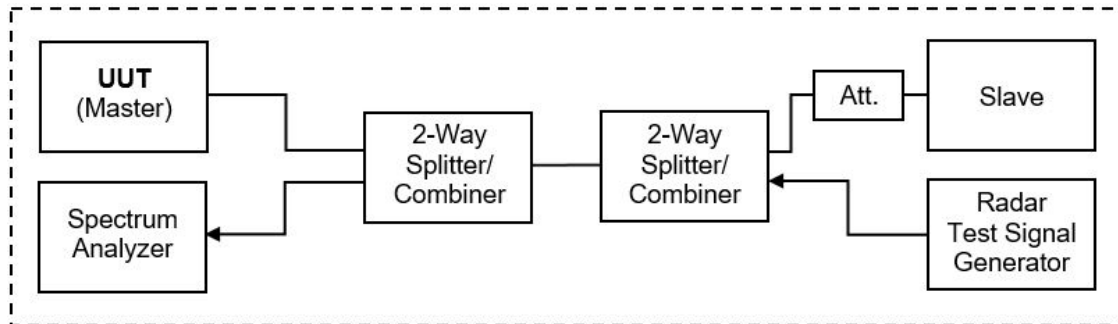 UUT
(Master)
Spectrum
Analyzer
2-Way
Splitter/
Combiner
2-Way
Splitter/
Combiner
Att.
Slave
Radar
Test Signal
Generator